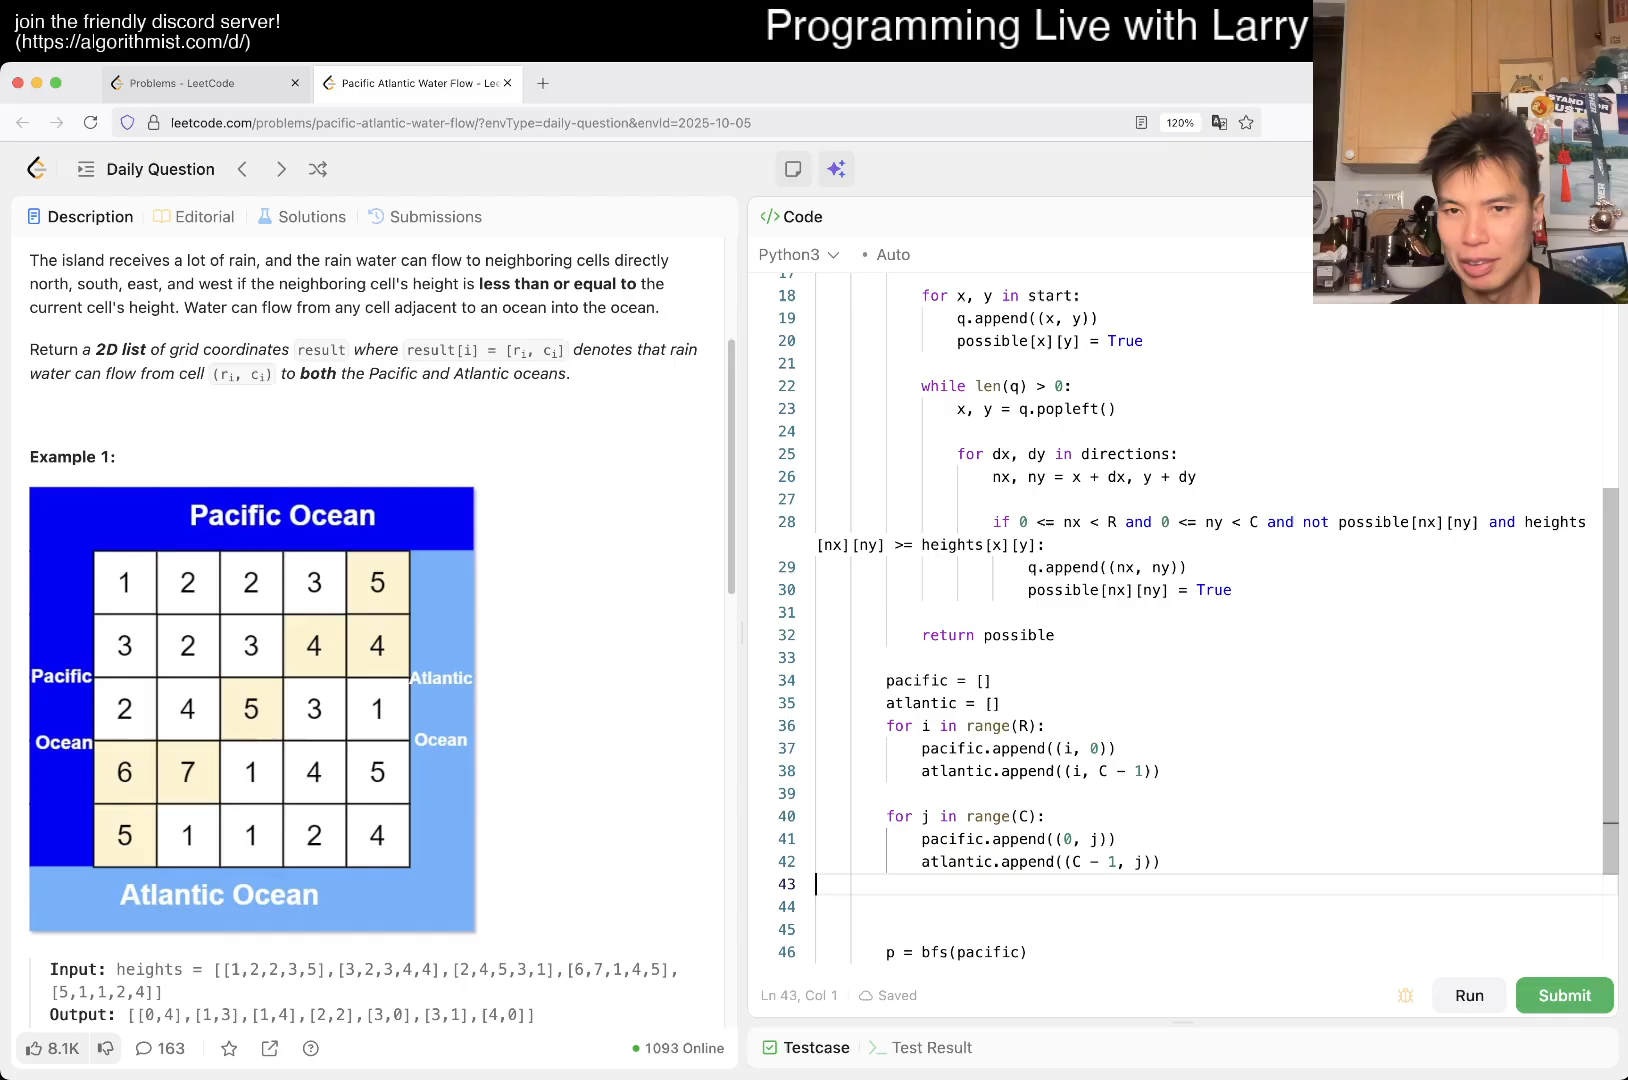 join the friendly discord server!
(https://algorithmist.com/d/)
Programming Live with Larry
Problems - LeetCode
Pacific Atlantic Water Flow - Lee
leetcode.com/problems/pacific-atlantic-water-flow/?envType=daily-question&envId=2025-10-05
120%
Daily Question
Description
Editorial
Solutions
Submissions
The island receives a lot of rain, and the rain water can flow to neighboring cells directly
north, south, east, and west if the neighboring cell's height is less than or equal to the
current cell's height. Water can flow from any cell adjacent to an ocean into the ocean.
Return a 2D list of grid coordinates result where result[i] = [ri, ci] denotes that rain
water can flow from cell (ri, ci) to both the Pacific and Atlantic oceans.
Example 1:
Pacific Ocean
1 2 2 3 5
3 2 3 4 4
Pacific
Atlantic
2 4 5 3 1
Ocean
Ocean
6 7 1 4 5
5 1 1 2 4
Atlantic Ocean
Input: heights = [[1,2,2,3,5],[3,2,3,4,4],[2,4,5,3,1],[6,7,1,4,5],
[5,1,1,2,4]]
Output: [[0,4],[1,3],[1,4],[2,2],[3,0],[3,1],[4,0]]
8.1K
163
1093 Online
</> Code
Python3
Auto
17
18 for x, y in start:
19 q.append((x, y))
20 possible[x][y] = True
21
22 while len(q) > 0:
23 x, y = q.popleft()
24
25 for dx, dy in directions:
26 nx, ny = x + dx, y + dy
27
28 if 0 <= nx < R and 0 <= ny < C and not possible[nx][ny] and heights
[nx][ny] >= heights[x][y]:
29 q.append((nx, ny))
30 possible[nx][ny] = True
31
32 return possible
33
34 pacific = []
35 atlantic = []
36 for i in range(R):
37 pacific.append((i, 0))
38 atlantic.append((i, C - 1))
39
40 for j in range(C):
41 pacific.append((0, j))
42 atlantic.append((C - 1, j))
43
44
45
46 p = bfs(pacific)
Ln 43, Col 1
Saved
Run
Submit
Testcase
Test Result